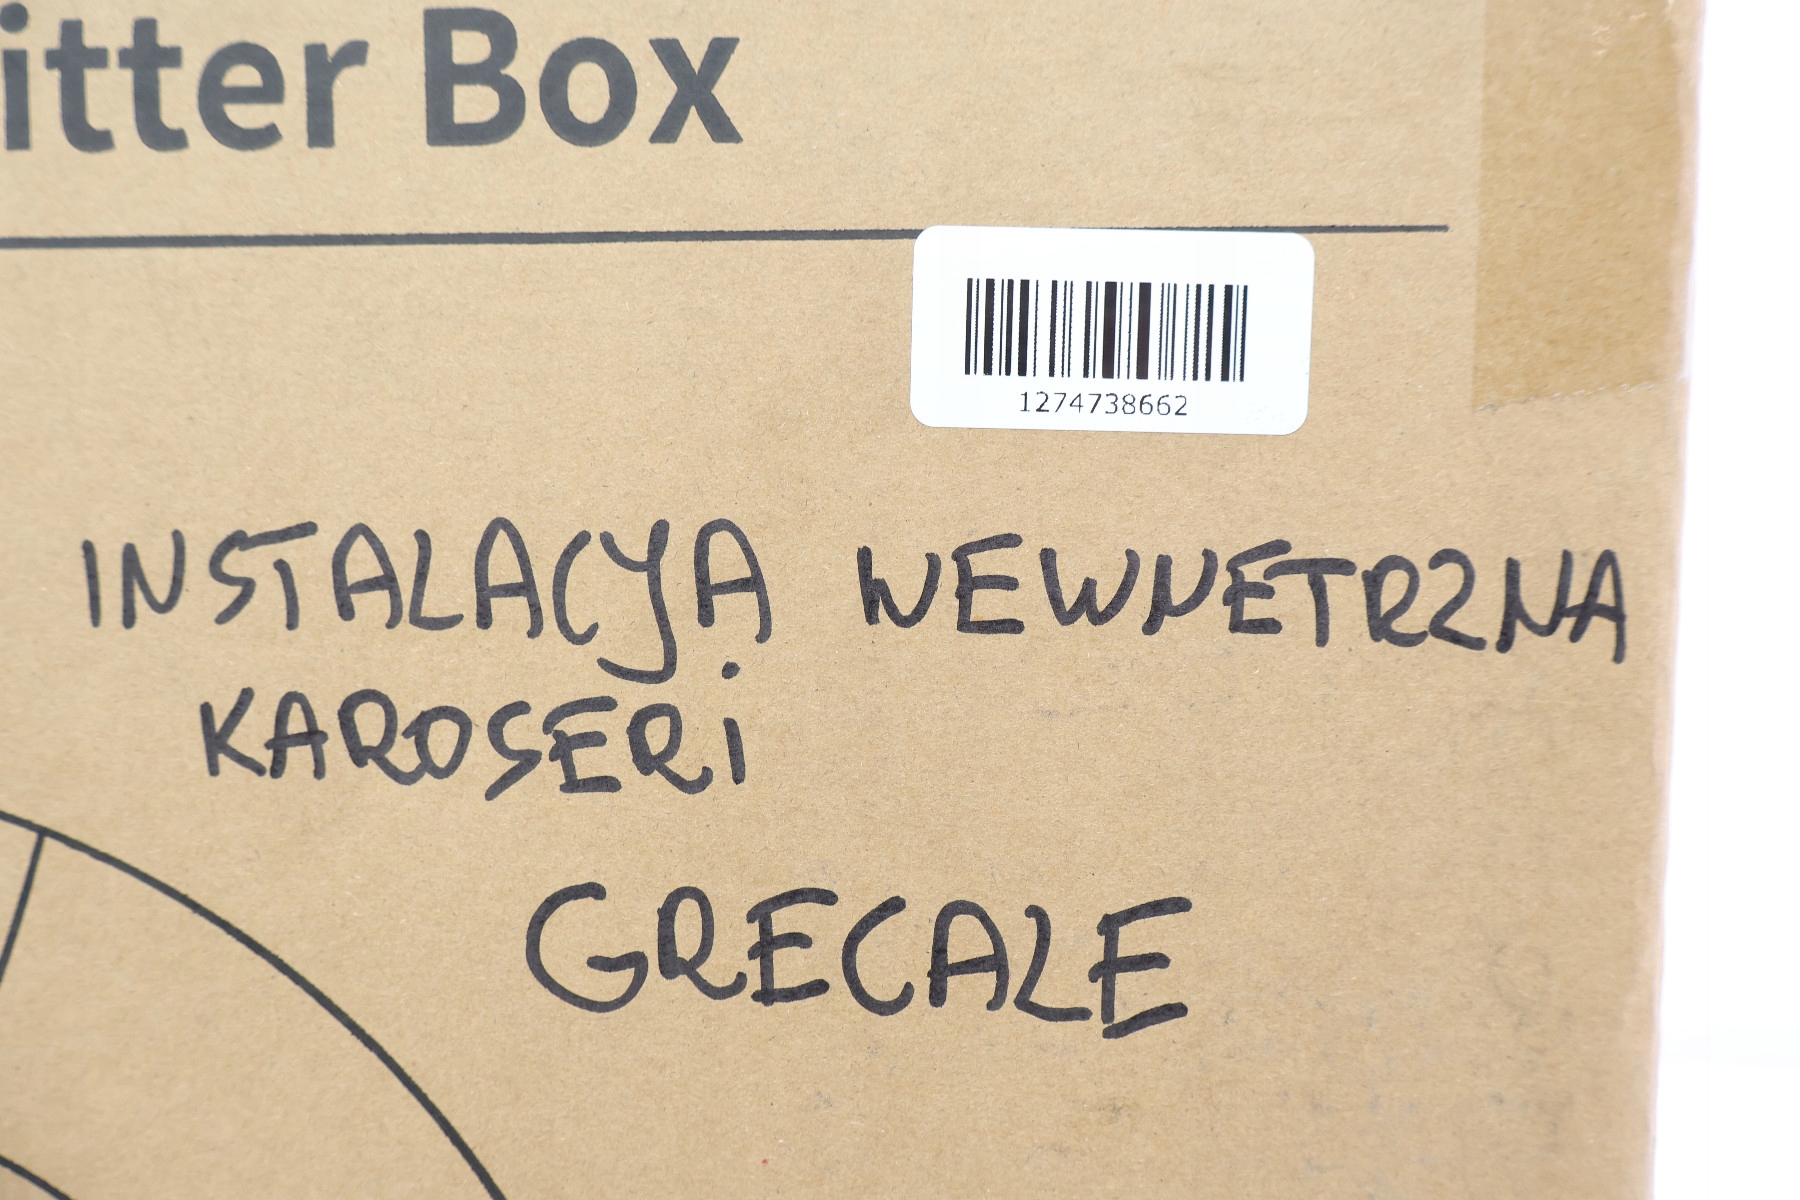 itter Box
1274738662
INSTALACYA WEWNETRZNA
KAROSERi
GRECALE